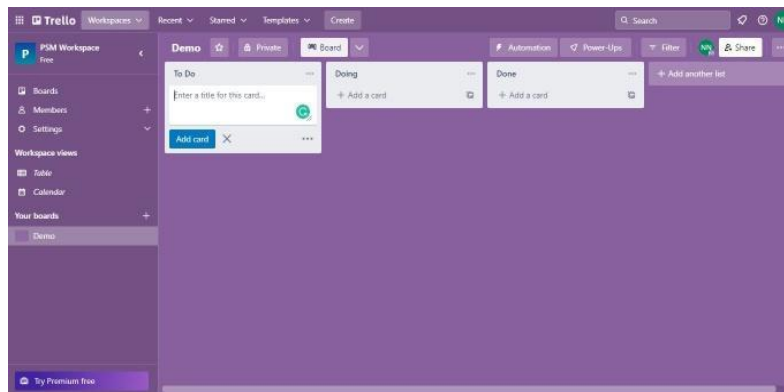 Trello Workspaces Recent Starred Templates Create Search
P PSM Workspace
Free
Demo Private Board Automation Power-Ups Filter NN Share
To Do
Doing
Done
+ Add another list
Enter a title for this card...
+ Add a card
+ Add a card
Add card
Boards
Members +
Settings
Workspace views
Table
Calendar
Your boards +
Demo
Try Premium free